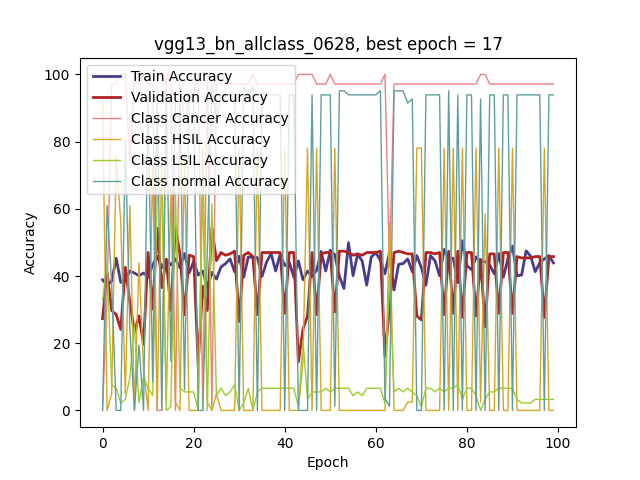 vgg13_bn_allclass_0628, best epoch = 17
100
80
60
40
20
0
Accuracy
Train Accuracy
Validation Accuracy
Class Cancer Accuracy
Class HSIL Accuracy
Class LSIL Accuracy
Class normal Accuracy
0 20 40 60 80 100
Epoch